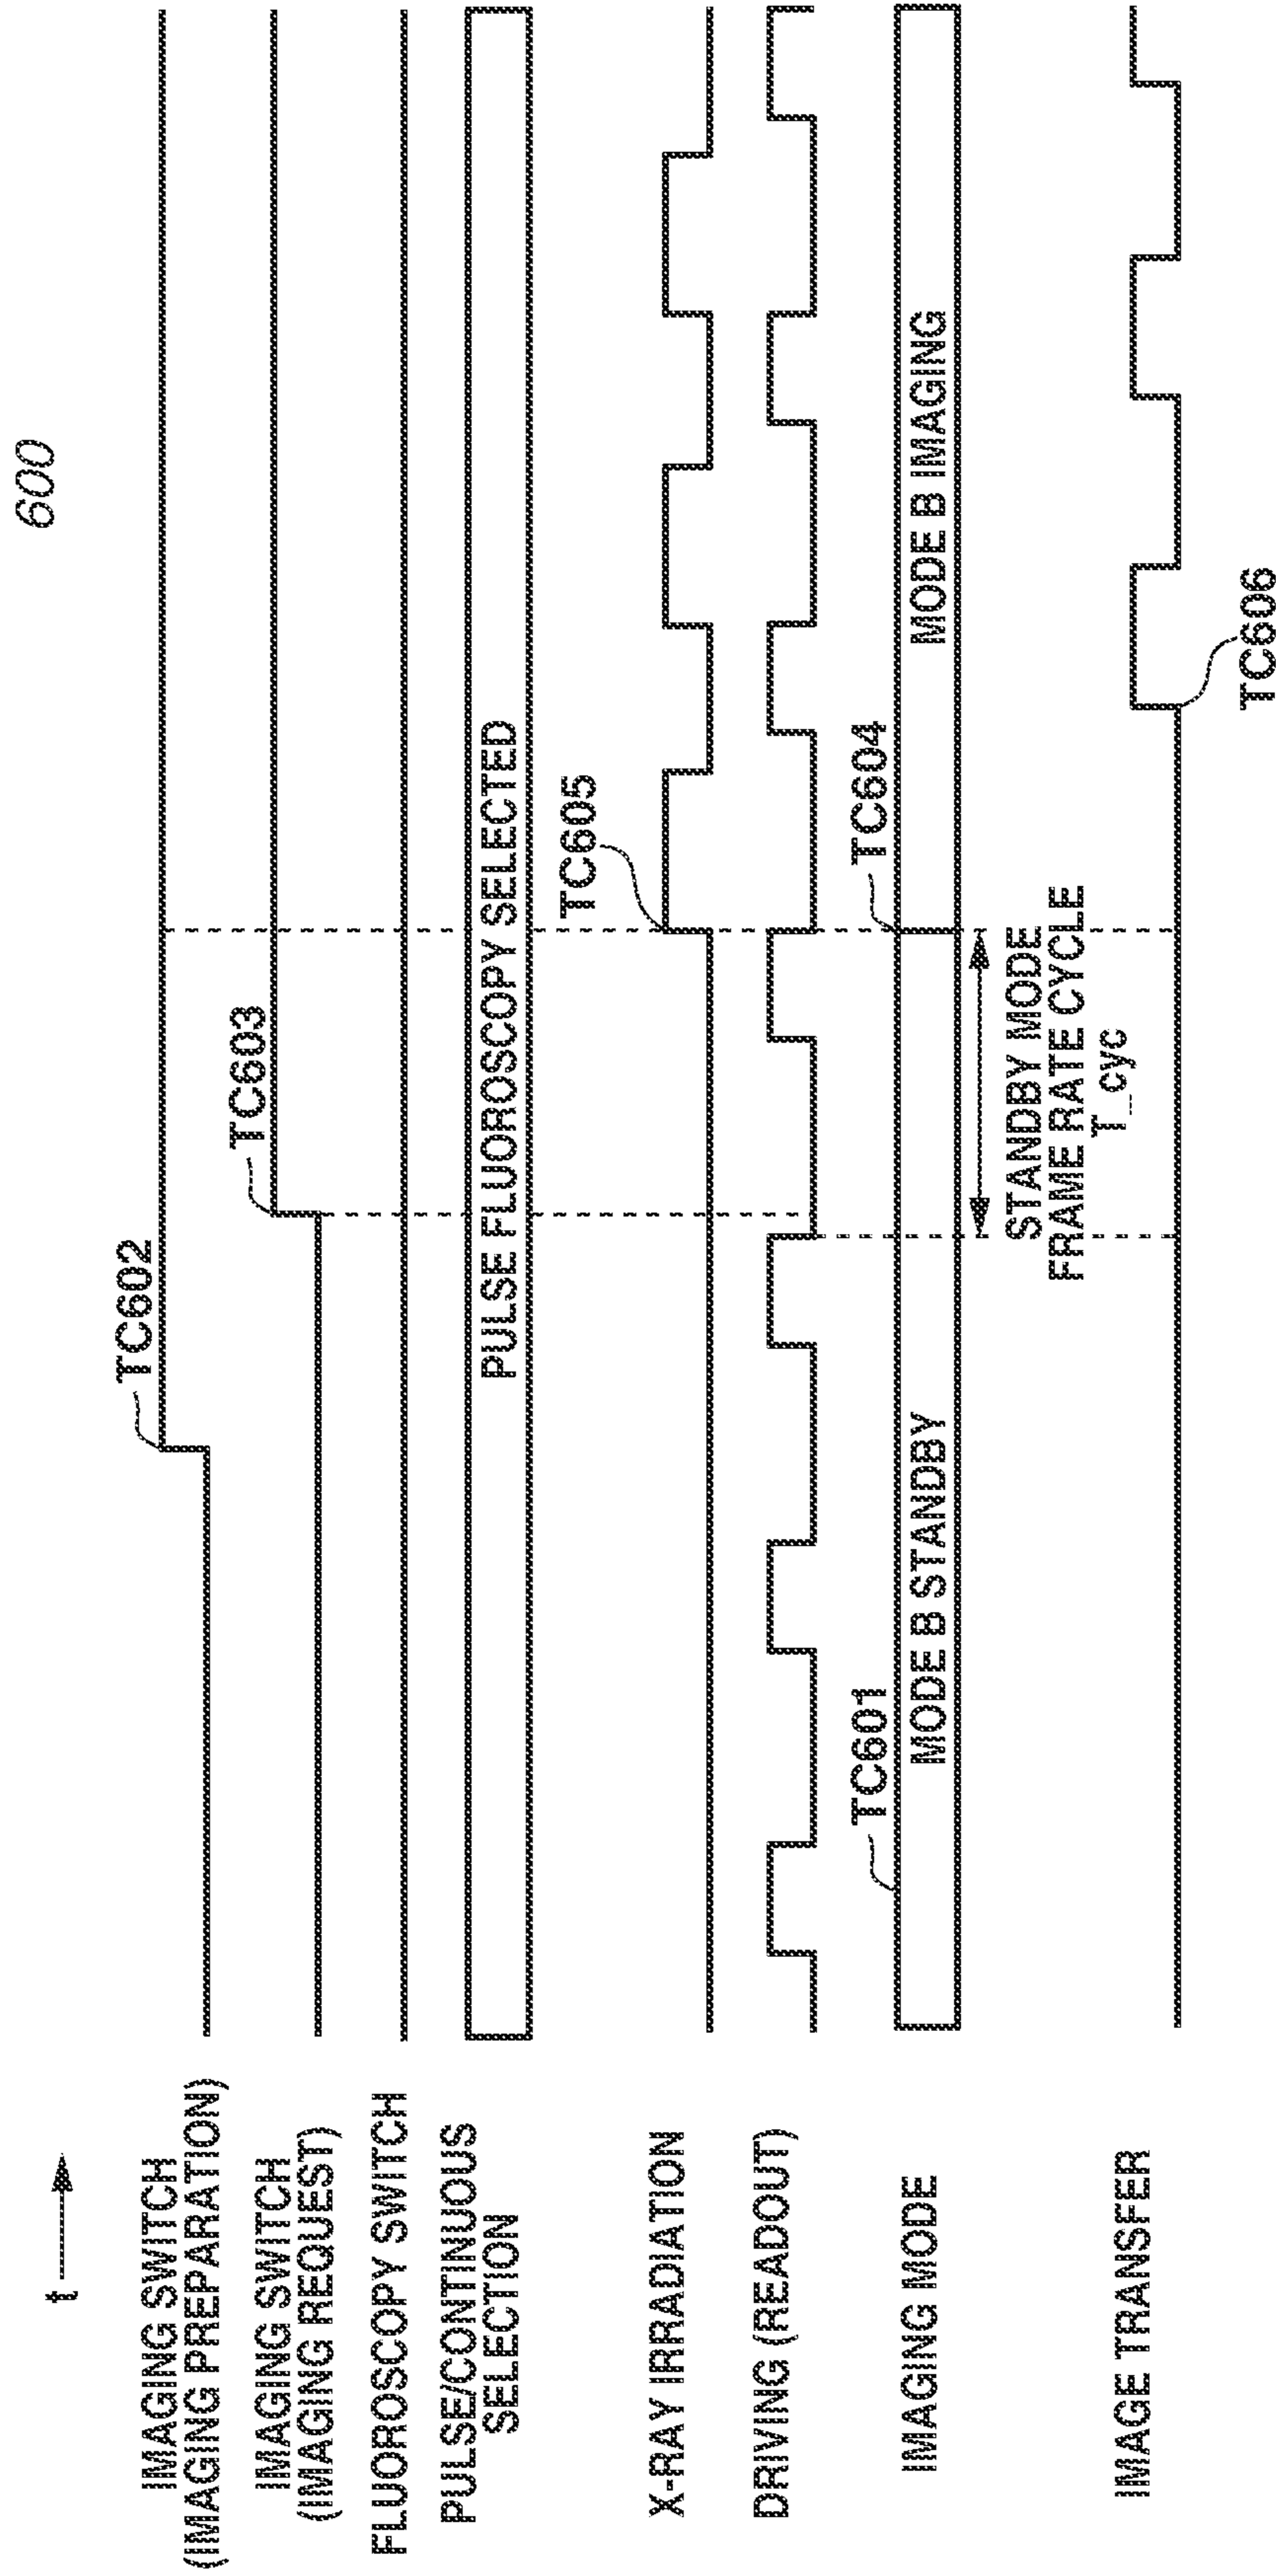 600
t
IMAGING SWITCH
(IMAGING PREPARATION)
TC602
IMAGING SWITCH
(IMAGING REQUEST)
TC603
FLUOROSCOPY SWITCH
PULSE/CONTINUOUS
SELECTION
PULSE FLUOROSCOPY SELECTED
TC605
X-RAY IRRADIATION
DRIVING (READOUT)
TC601
TC604
IMAGING MODE
MODE B STANDBY
MODE B IMAGING
STANDBY MODE
FRAME RATE CYCLE
T_cyc
IMAGE TRANSFER
TC606